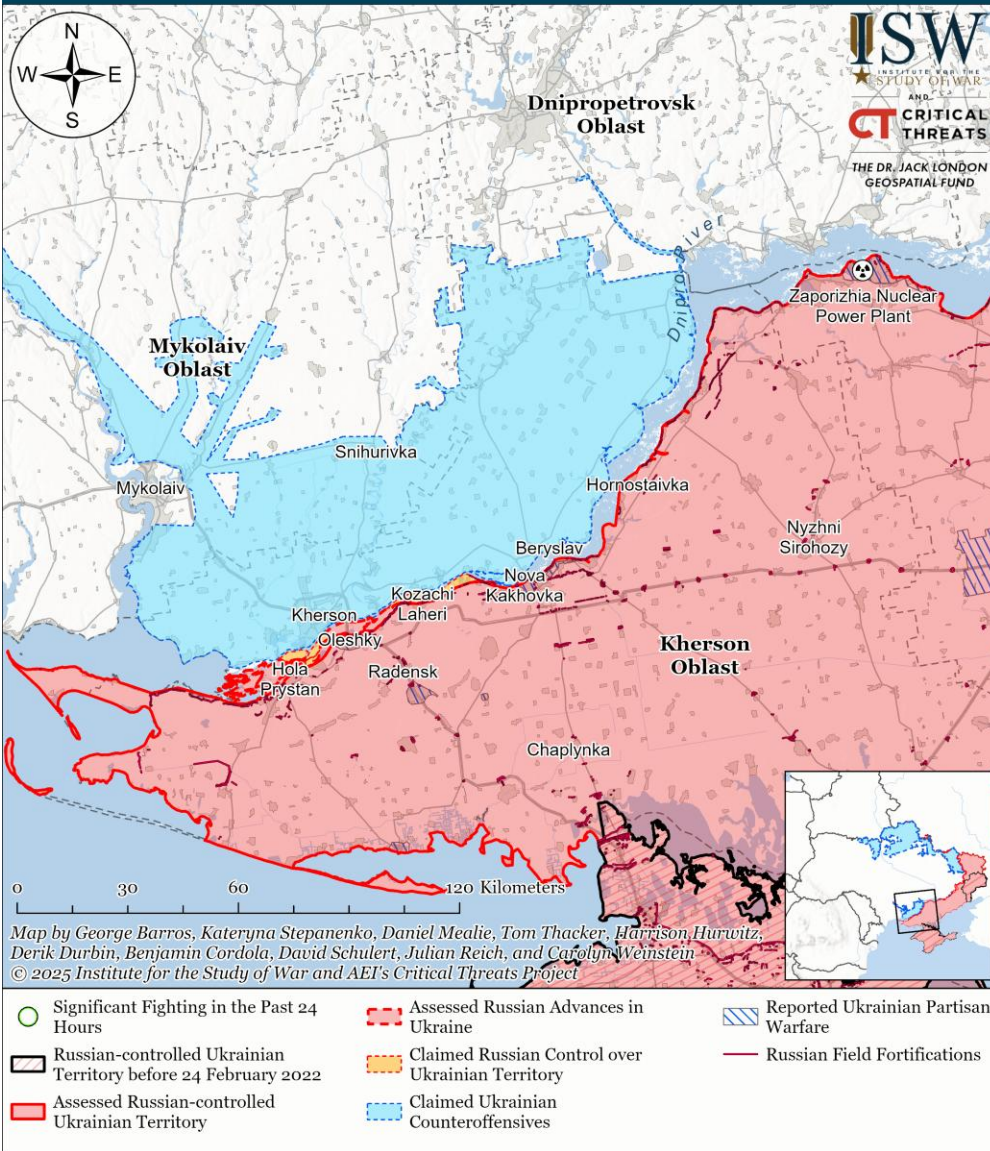 N
W E
S
ISW
INSTITUTE FOR THE
STUDY OF WAR
AND
CT CRITICAL
THREATS
THE DR. JACK LONDON
GEOSPATIAL FUND
Dnipropetrovsk
Oblast
Dnipro River
Zaporizhia Nuclear
Power Plant
Mykolaiv
Oblast
Snihurivka
Mykolaiv
Hornostaivka
Nyzhni
Sirohozy
Beryslav
Nova
Kakhovka
Kozachi
Laheri
Kherson
Oleshky
Hola
Prystan
Radensk
Kherson
Oblast
Chaplynka
0 30 60 120 Kilometers
Map by George Barros, Kateryna Stepanenko, Daniel Mealie, Tom Thacker, Harrison Hurwitz,
Derik Durbin, Benjamin Cordola, David Schulert, Julian Reich, and Carolyn Weinstein
© 2025 Institute for the Study of War and AEI's Critical Threats Project
Significant Fighting in the Past 24
Hours
Russian-controlled Ukrainian
Territory before 24 February 2022
Assessed Russian-controlled
Ukrainian Territory
Assessed Russian Advances in
Ukraine
Claimed Russian Control over
Ukrainian Territory
Claimed Ukrainian
Counteroffensives
Reported Ukrainian Partisan
Warfare
Russian Field Fortifications